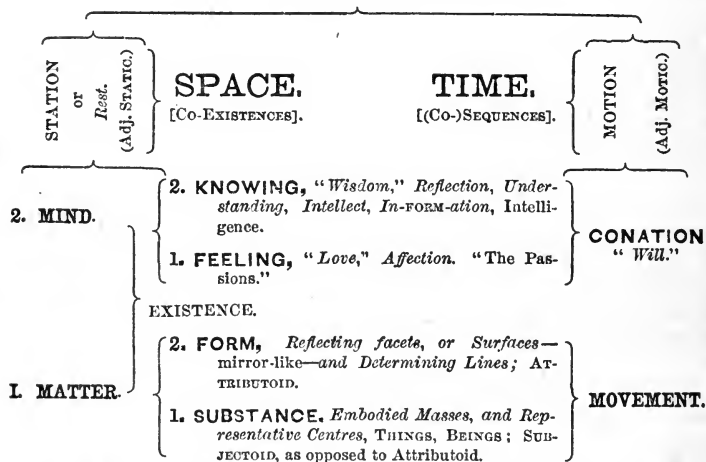 STATION
or
Rest.
(Adj. STATIC.)
SPACE.
[CO-EXISTENCES].
TIME.
[(CO-)SEQUENCES].
MOTION
(Adj. MOTIC.)
2. MIND.
2. KNOWING, "Wisdom," Reflection, Under-
standing, Intellect, In-FORM-ation, Intelli-
gence.
1. FEELING, "Love," Affection. "The Pas-
sions."
CONATION
"Will."
EXISTENCE.
I. MATTER.
2. FORM, Reflecting facets, or Surfaces—
mirror-like—and Determining Lines; AT-
TRIBUTOID.
1. SUBSTANCE. Embodied Masses, and Rep-
resentative Centres, THINGS, BEINGS; SUB-
JECTOID, as opposed to Attributoid.
MOVEMENT.